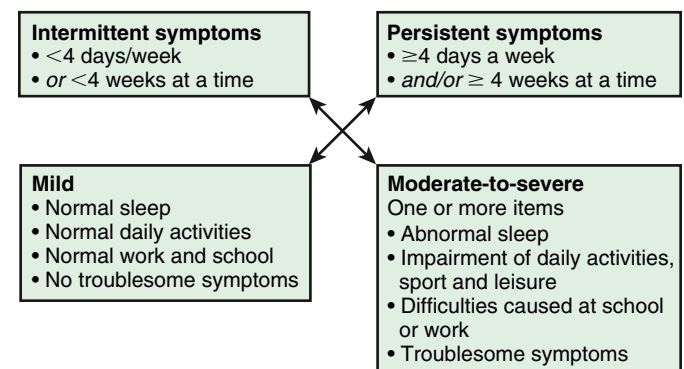 Intermittent symptoms
• <4 days/week
• or <4 weeks at a time
Persistent symptoms
• ≥4 days a week
• and/or ≥ 4 weeks at a time
Mild
• Normal sleep
• Normal daily activities
• Normal work and school
• No troublesome symptoms
Moderate-to-severe
One or more items
• Abnormal sleep
• Impairment of daily activities,
sport and leisure
• Difficulties caused at school
or work
• Troublesome symptoms